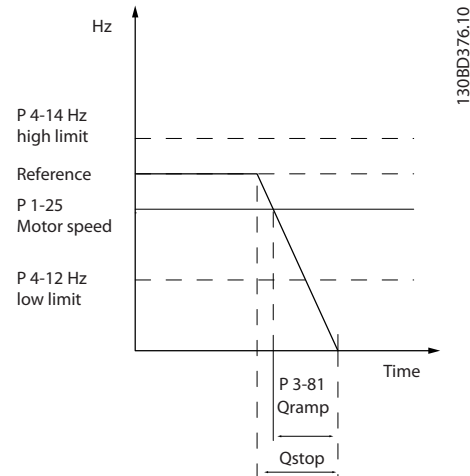 Hz
130BD376.10
P 4-14 Hz
high limit
Reference
P 1-25
Motor speed
P 4-12 Hz
low limit
Time
P 3-81
Qramp
Qstop